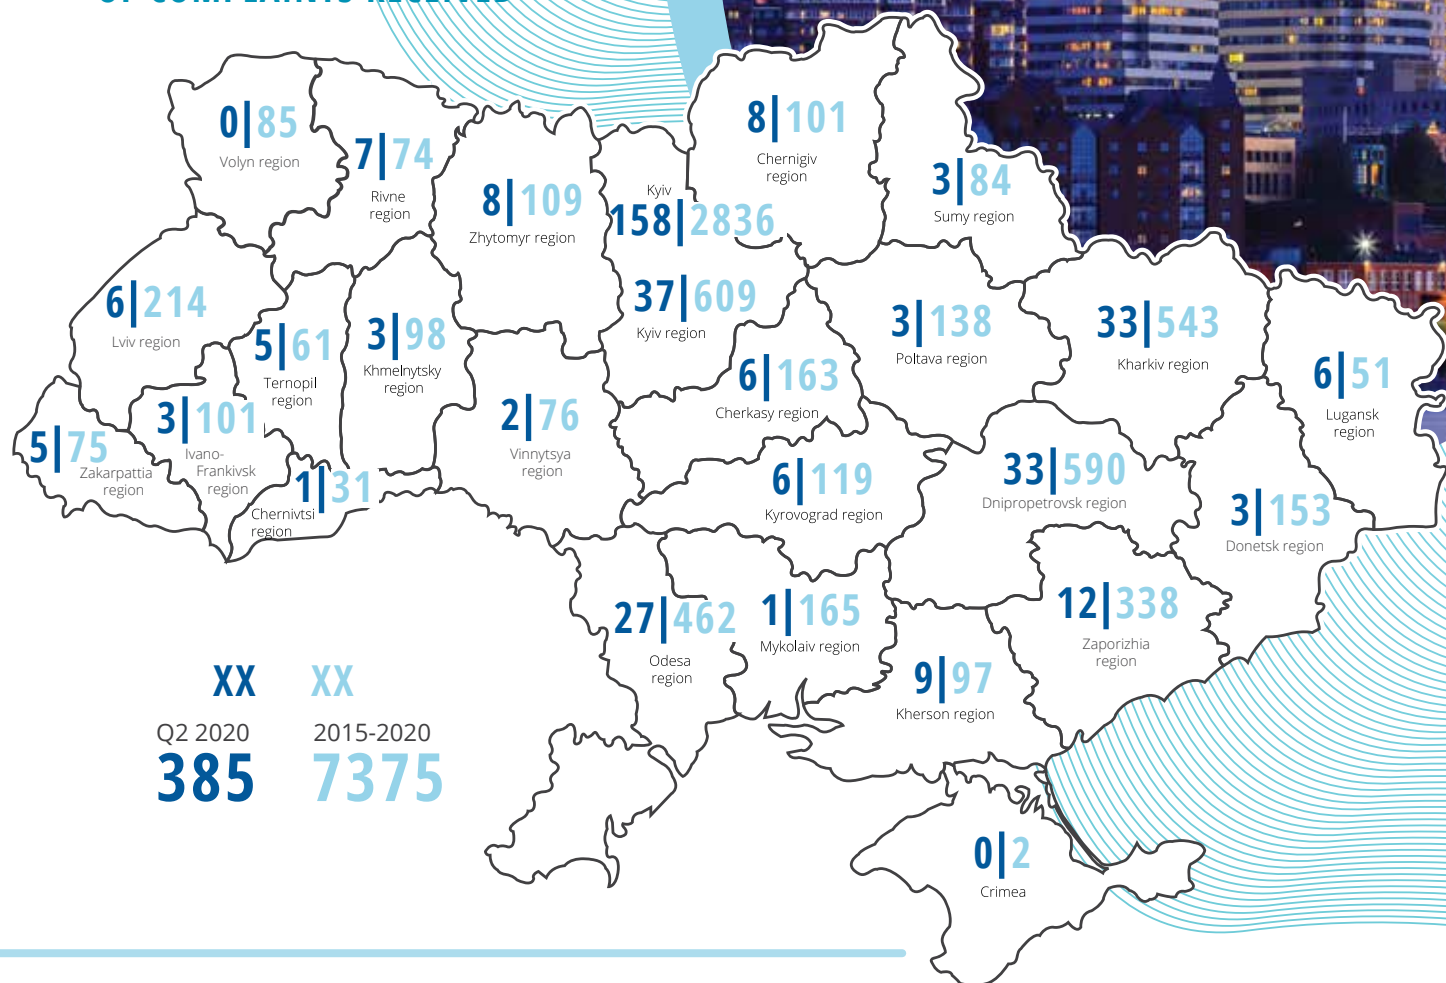 OF COMPLAINTS RECEIVED
0|85
Volyn region
7|74
Rivne
region
8|109
Zhytomyr region
Kyiv
158|2836
37|609
Kyiv region
8|101
Chernigiv
region
3|84
Sumy region
6|214
Lviv region
5|61
Ternopil
region
3|98
Khmelnytsky
region
6|163
Cherkasy region
3|138
Poltava region
33|543
Kharkiv region
6|51
Lugansk
region
5|75
Zakarpattia
region
3|101
Ivano-
Frankivsk
region
1|31
Chernivtsi
region
2|76
Vinnytsya
region
6|119
Kyrovograd region
33|590
Dnipropetrovsk region
3|153
Donetsk region
27|462
Odesa
region
1|165
Mykolaiv region
12|338
Zaporizhia
region
9|97
Kherson region
0|2
Crimea
XX XX
Q2 2020 2015-2020
385 7375